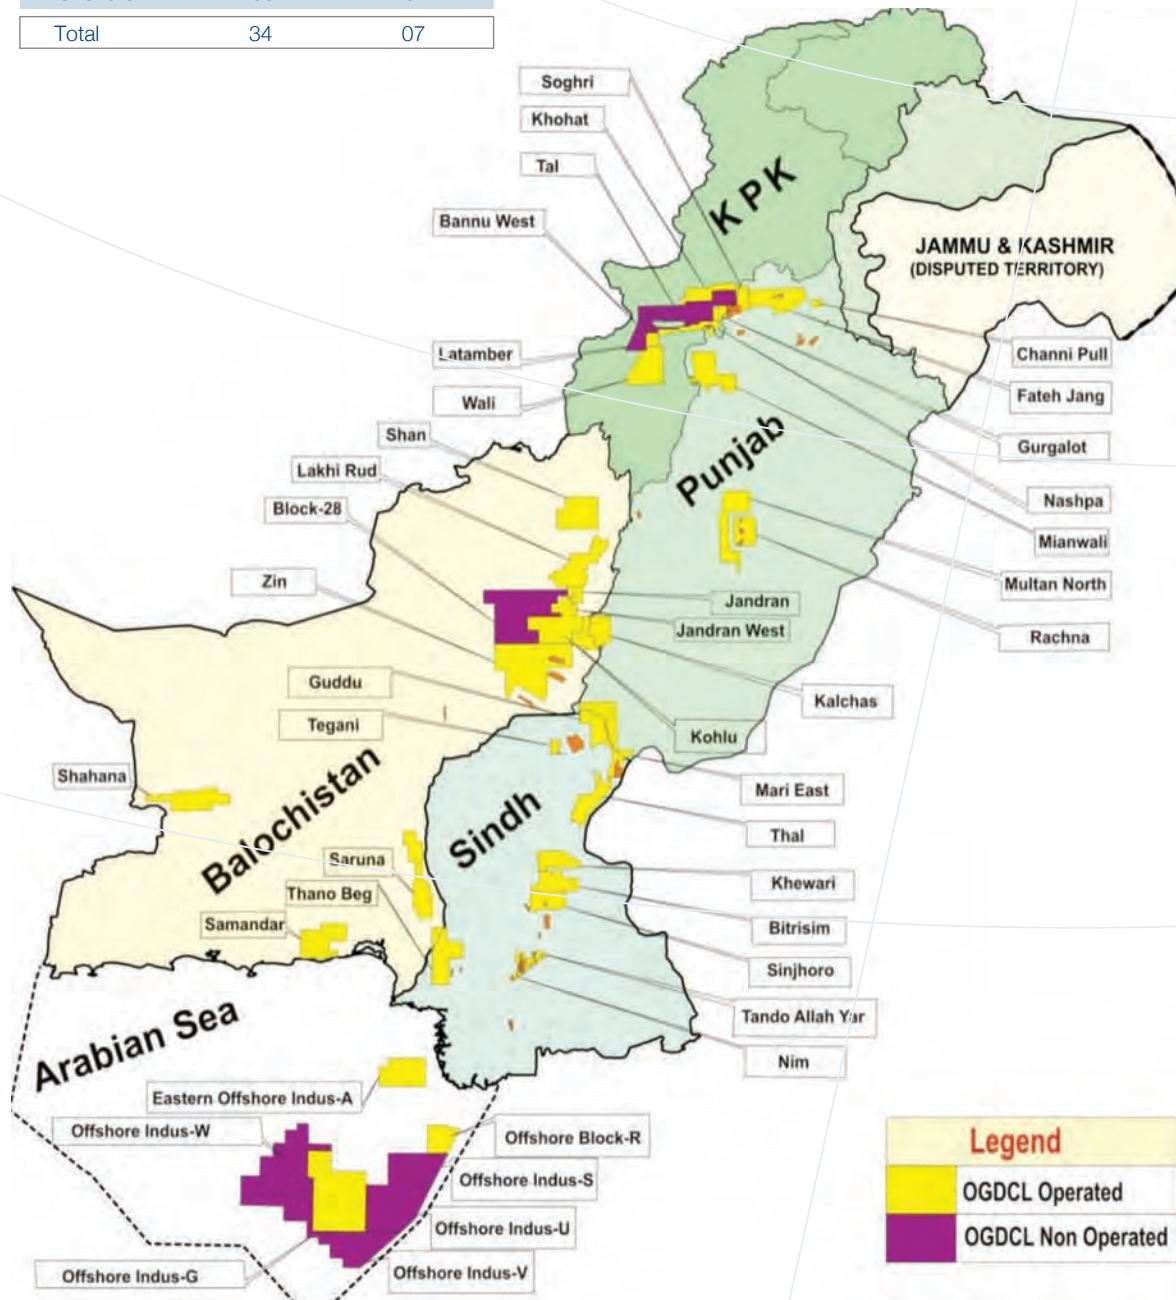 Total 34 07
Soghri
Khohat
Tal
Bannu West
KPK
JAMMU & KASHMIR
(DISPUTED TERRITORY)
Latamber
Wali
Channi Pull
Fateh Jang
Gurgalot
Nashpa
Mianwali
Multan North
Rachna
Punjab
Shan
Lakhi Rud
Block-28
Zin
Jandran
Jandran West
Guddu
Tegani
Kalchas
Kohlu
Shahana
Balochistan
Sindh
Mari East
Thal
Saruna
Thano Beg
Samandar
Khewari
Bitrisim
Sinjhoro
Tando Allah Yar
Nim
Arabian Sea
Eastern Offshore Indus-A
Offshore Indus-W
Offshore Block-R
Offshore Indus-S
Offshore Indus-U
Offshore Indus-V
Offshore Indus-G
Legend
OGDCL Operated
OGDCL Non Operated